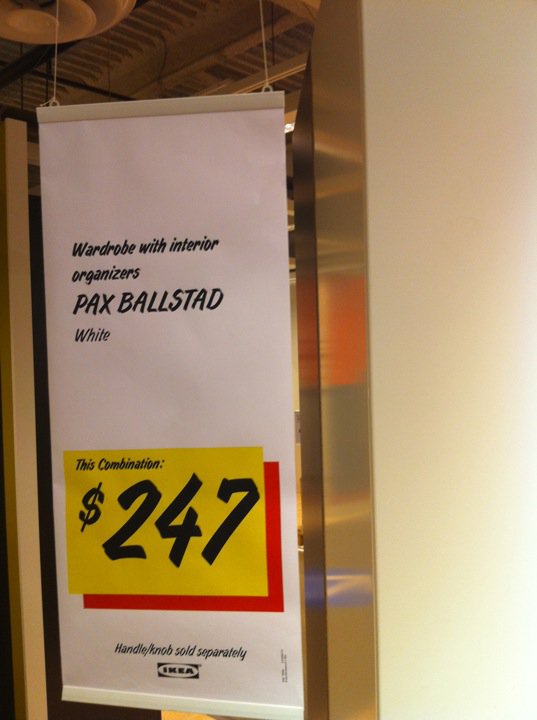 Wardrobe with interior
organizers
PAX BALLSTAD
White
This Combination:
$247
Handle/knob sold separately
IKEA